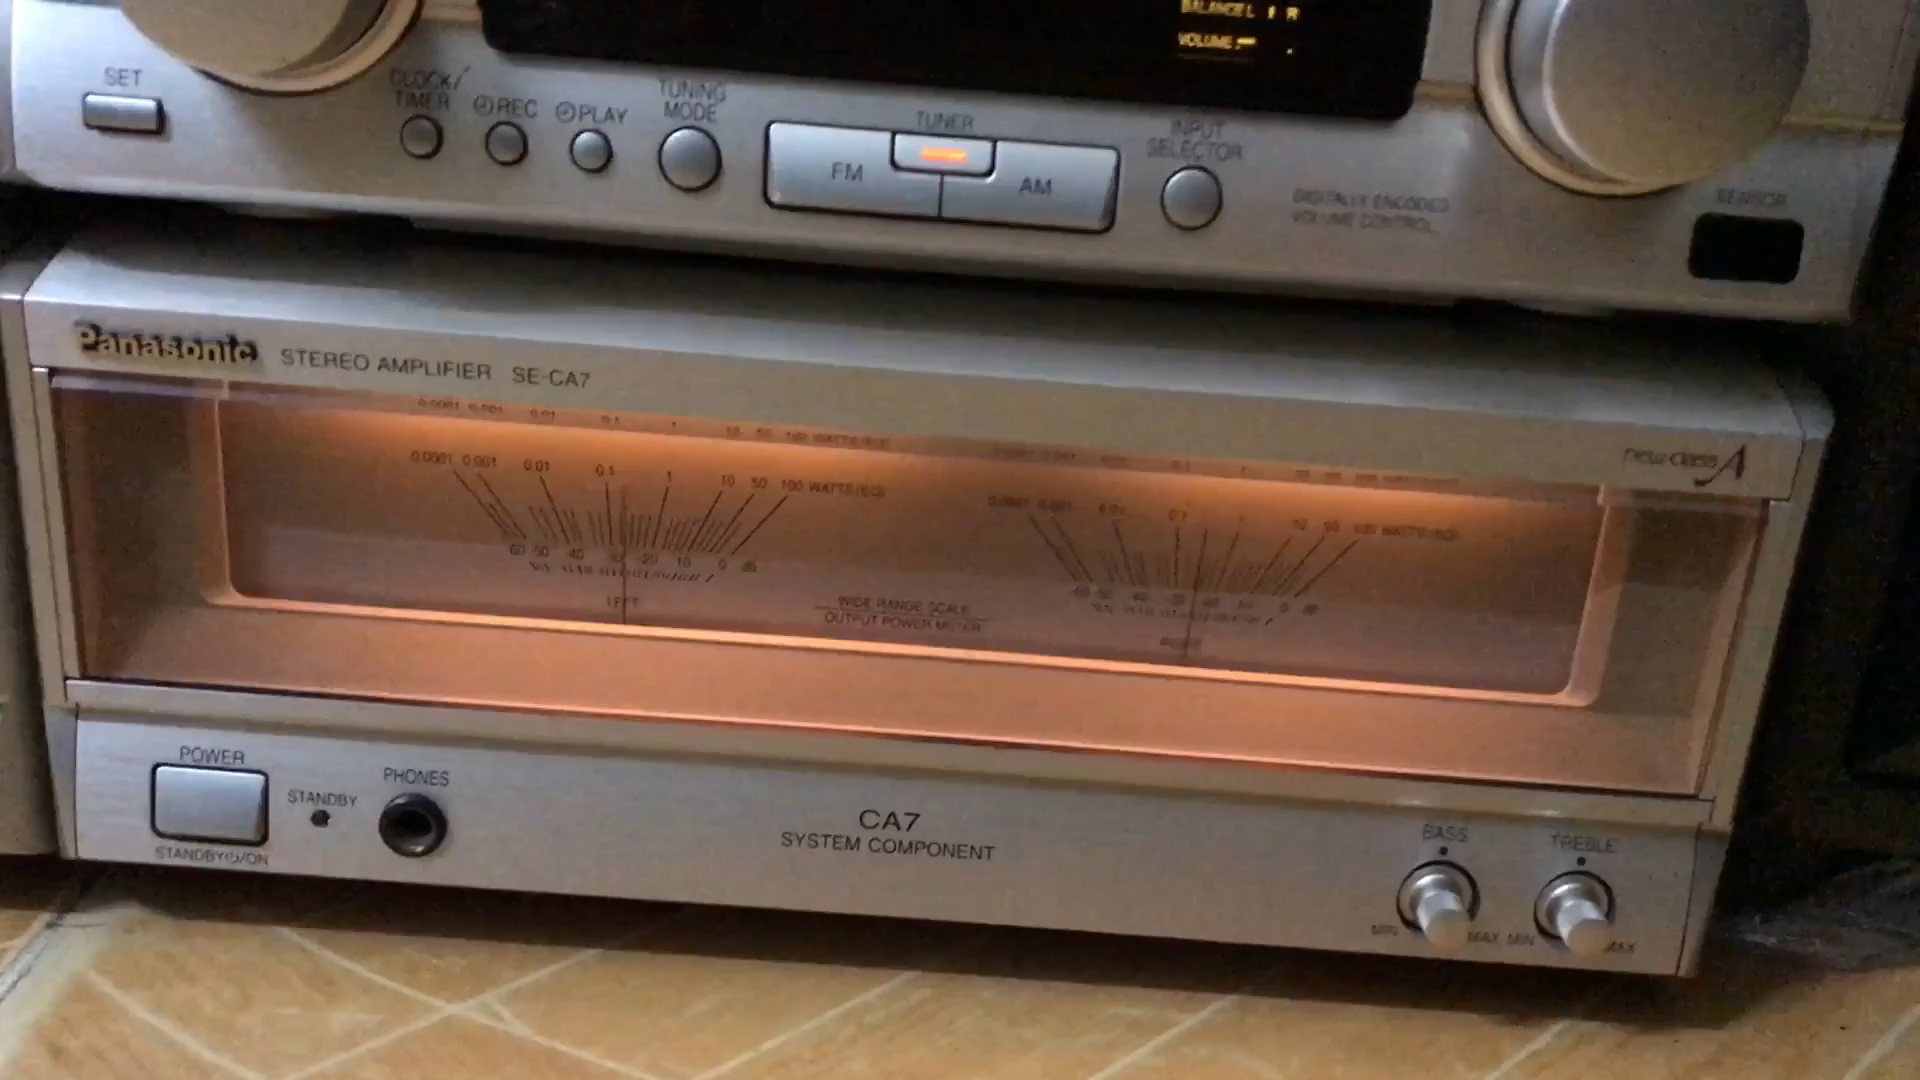 BALANCE L R
VOLUME
SET
CLOCK/
TIMER
REC
PLAY
TUNING
MODE
TUNER
FM
AM
INPUT
SELECTOR
DIGITALLY ENCODED
VOLUME CONTROL
SENSOR
Panasonic STEREO AMPLIFIER SE-CA7
new class A
0.0001 0.001 0.01 0.1 1 10 50 100 WATTS(8Ω)
60 50 40 30 20 10 0 dB
LEFT
0.0001 0.001 0.01 0.1 1 10 50 100 WATTS(8Ω)
WIDE RANGE SCALE
OUTPUT POWER METER
POWER
STANDBY⏻/ON
STANDBY
PHONES
CA7
SYSTEM COMPONENT
BASS
MIN MAX
TREBLE
MIN MAX